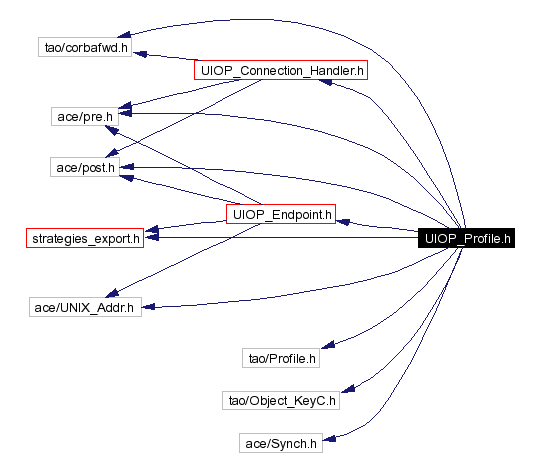 tao/corbafwd.h
UIOP_Connection_Handler.h
ace/pre.h
ace/post.h
UIOP_Endpoint.h
strategies_export.h
UIOP_Profile.h
ace/UNIX_Addr.h
tao/Profile.h
tao/Object_KeyC.h
ace/Synch.h